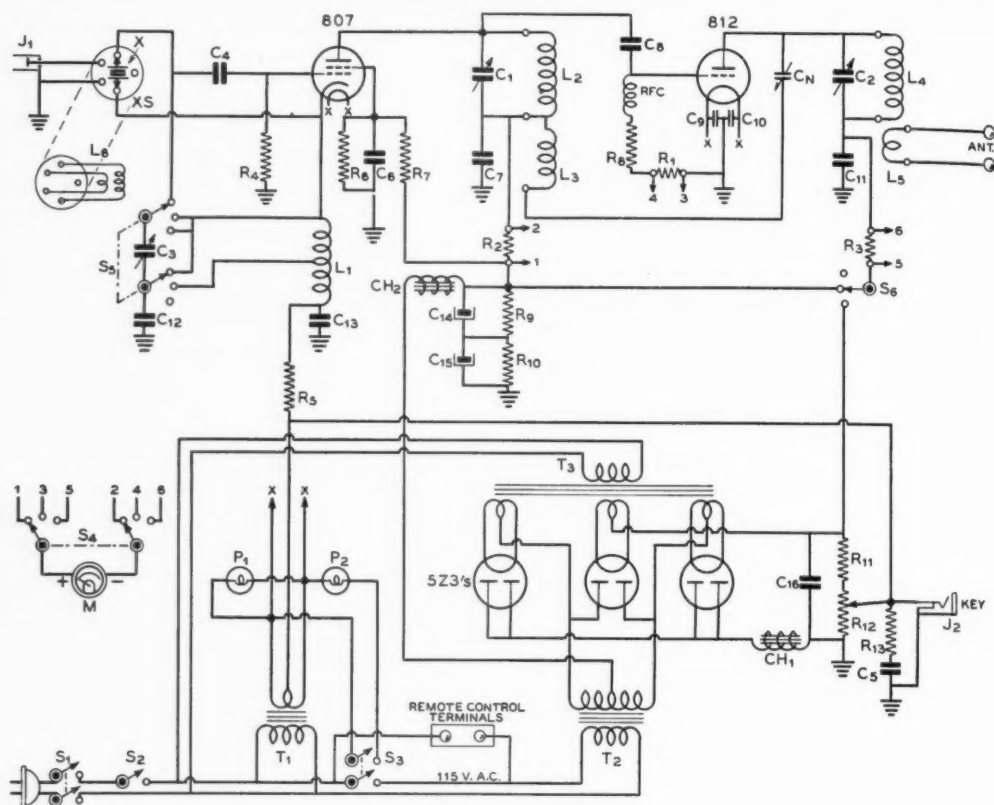 807
812
J1
X
XS
C4
C1
L2
C8
RFC
CN
C2
L4
X X
C9
C10
X X
L6
R4
R6
C6
R7
C7
L3
R8
R1
4 3
C11
L5
ANT.
S5
C3
C12
L1
C13
R2
2
1
R3
6
5
S6
CH2
C14
C15
R9
R10
R5
T3
X X
1 3 5
2 4 6
S4
+ M −
P1
P2
5Z3's
C16
R11
R12
R13
C5
KEY
J2
CH1
REMOTE CONTROL
TERMINALS
S1
S2
T1
S3
115 V. A.C.
T2